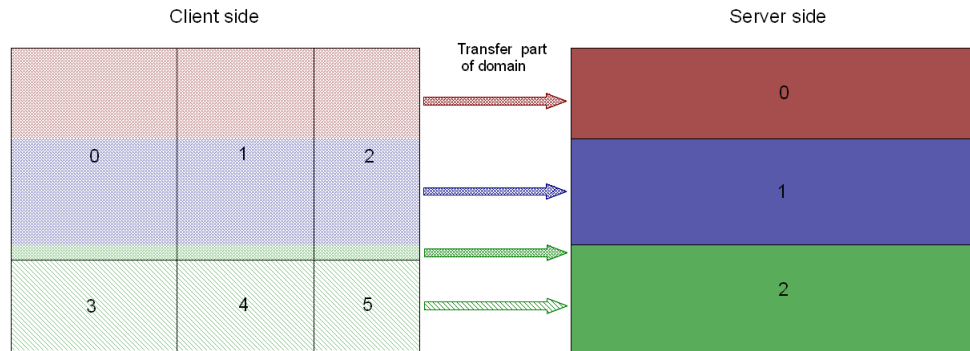 Client side
Server side
Transfer part
of domain
0
0 1 2
1
3 4 5
2